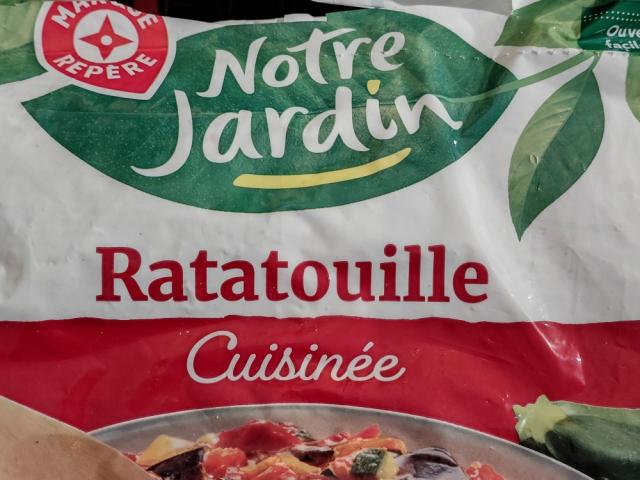 MARQUE
REPÈRE
Notre
Jardin
Ratatouille
Cuisinée